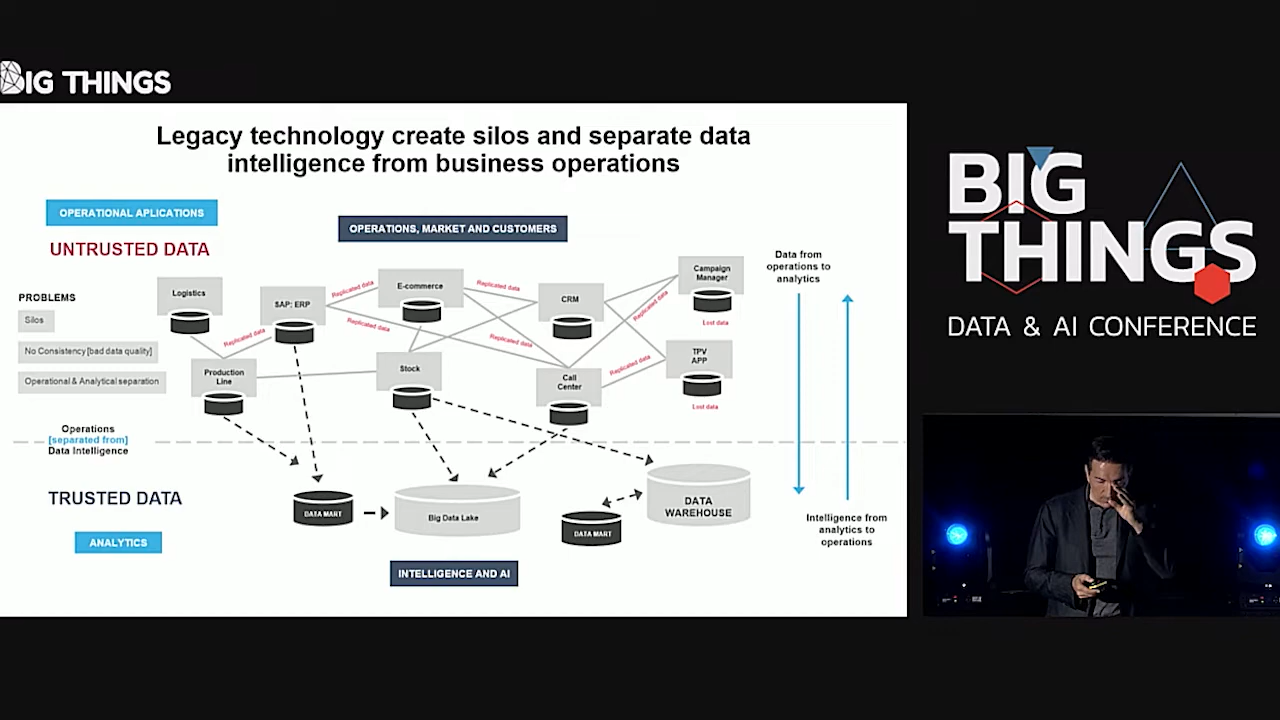 BIG THINGS
Legacy technology create silos and separate data
intelligence from business operations
OPERATIONAL APLICATIONS
UNTRUSTED DATA
OPERATIONS, MARKET AND CUSTOMERS
PROBLEMS
Silos
No Consistency [bad data quality]
Operational & Analytical separation
Logistics
SAP; ERP
E-commerce
CRM
Campaign
Manager
Production
Line
Stock
Call
Center
TPV
APP
Replicated data
Replicated data
Replicated data
Replicated data
Replicated data
Replicated data
Replicated data
Lost data
Lost data
Data from
operations to
analytics
Operations
[separated from]
Data Intelligence
TRUSTED DATA
ANALYTICS
DATA MART
Big Data Lake
DATA MART
DATA
WAREHOUSE
INTELLIGENCE AND AI
Intelligence from
analytics to
operations
BIG
THINGS
DATA & AI CONFERENCE